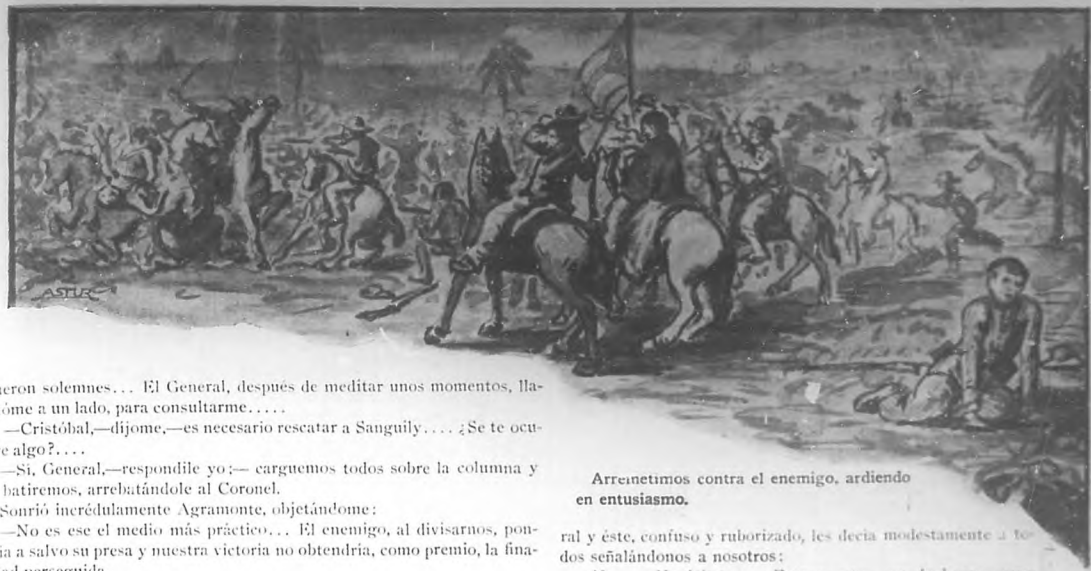 ASTUR
eron solemnes... El General, después de meditar unos momentos, lla-
óme a un lado, para consultarme.....
—Cristóbal,—díjome,—es necesario rescatar a Sanguily.... ¿Se te ocu-
e algo?....
—Si, General,—respondíle yo;— carguemos todos sobre la columna y
batiremos, arrebatándole al Coronel.
Sonrió incrédulamente Agramonte, objetándome:
—No es ese el medio más práctico... El enemigo, al divisarnos, pon-
ía a salvo su presa y nuestra victoria no obtendría, como premio, la fina-
Arremetimos contra el enemigo, ardiendo
en entusiasmo.
ral y éste, confuso y ruborizado, les decía modestamente a to-
dos señalándonos a nosotros: